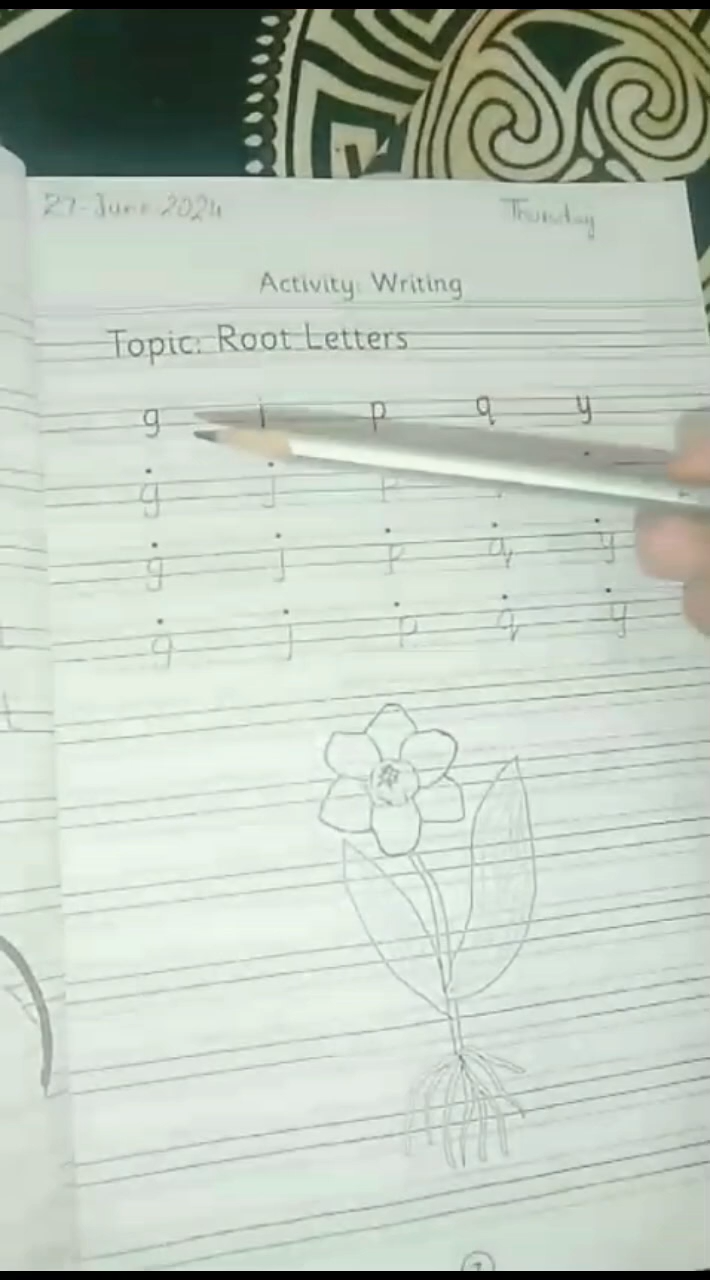 27-June-2024 Thursday
Activity: Writing
Topic: Root Letters
g j p q y
g j p
g j p q y
g j p q y